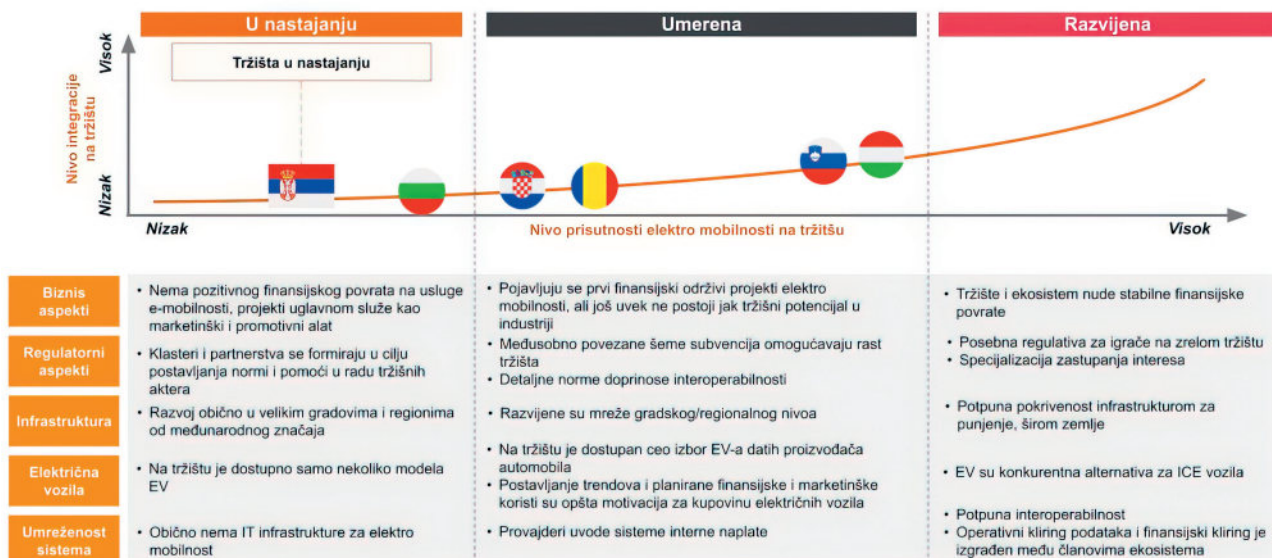 U nastajanju
Umerena
Razvijena
Tržišta u nastajanju
Visok
Nivo integracije
na tržištu
Nizak
Nizak
Nivo prisutnosti elektro mobilnosti na tržitšu
Visok
Biznis
aspekti
• Nema pozitivnog finansijskog povrata na usluge
e-mobilnosti, projekti uglavnom služe kao
marketinški i promotivni alat
• Pojavljuju se prvi finansijski održivi projekti elektro
mobilnosti, ali još uvek ne postoji jak tržišni potencijal u
industriji
• Tržište i ekosistem nude stabilne finansijske
povrate
Regulatorni
aspekti
• Klasteri i partnerstva se formiraju u cilju
postavljanja normi i pomoći u radu tržišnih
aktera
• Međusobno povezane šeme subvencija omogućavaju rast
tržišta
• Detaljne norme doprinose interoperabilnosti
• Posebna regulativa za igrače na zrelom tržištu
• Specijalizacija zastupanja interesa
Infrastruktura
• Razvoj obično u velikim gradovima i regionima
od međunarodnog značaja
• Razvijene su mreže gradskog/regionalnog nivoa
• Potpuna pokrivenost infrastrukturom za
punjenje, širom zemlje
Električna
vozila
• Na tržištu je dostupno samo nekoliko modela
EV
• Na tržištu je dostupan ceo izbor EV-a datih proizvođača
automobila
• Postavljanje trendova i planirane finansijske i marketinške
koristi su opšta motivacija za kupovinu električnih vozila
• EV su konkurentna alternativa za ICE vozila
Umreženost
sistema
• Obično nema IT infrastrukture za elektro
mobilnost
• Provajderi uvode sisteme interne naplate
• Potpuna interoperabilnost
• Operativni kliring podataka i finansijski kliring je
izgrađen među članovima ekosistema